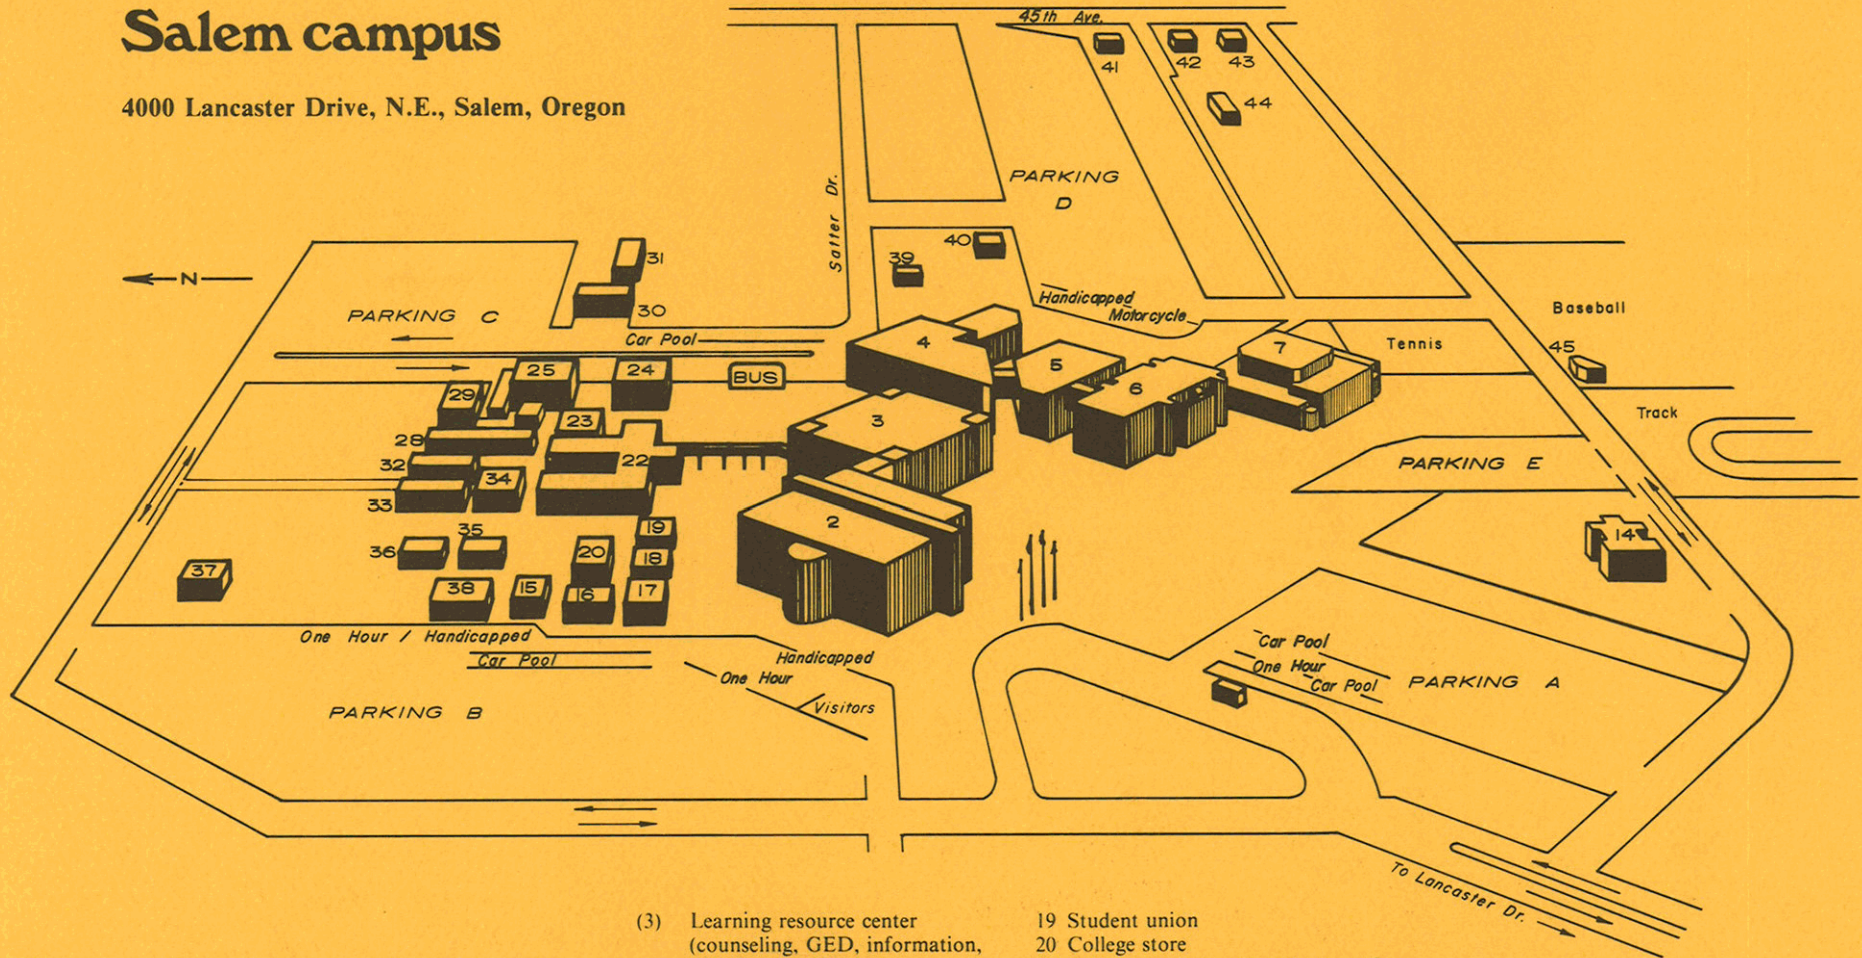 Salem campus
4000 Lancaster Drive, N.E., Salem, Oregon
45th Ave.
41
42
43
44
PARKING
D
Satter Dr.
N
31
30
40
39
PARKING C
Handicapped
Motorcycle
Baseball
Car Pool
4
5
6
7
Tennis
45
25
24
BUS
29
23
3
Track
28
22
32
34
33
PARKING E
2
19
14
35
36
20
18
37
38
15
16
17
One Hour / Handicapped
Car Pool
Handicapped
One Hour
Visitors
Car Pool
One Hour
Car Pool
PARKING A
PARKING B
To Lancaster Dr.
(3) Learning resource center
(counseling, GED, information,
19 Student union
20 College store